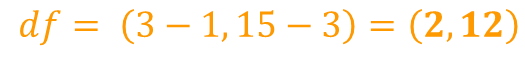 df = (3 − 1, 15 − 3) = (2, 12)